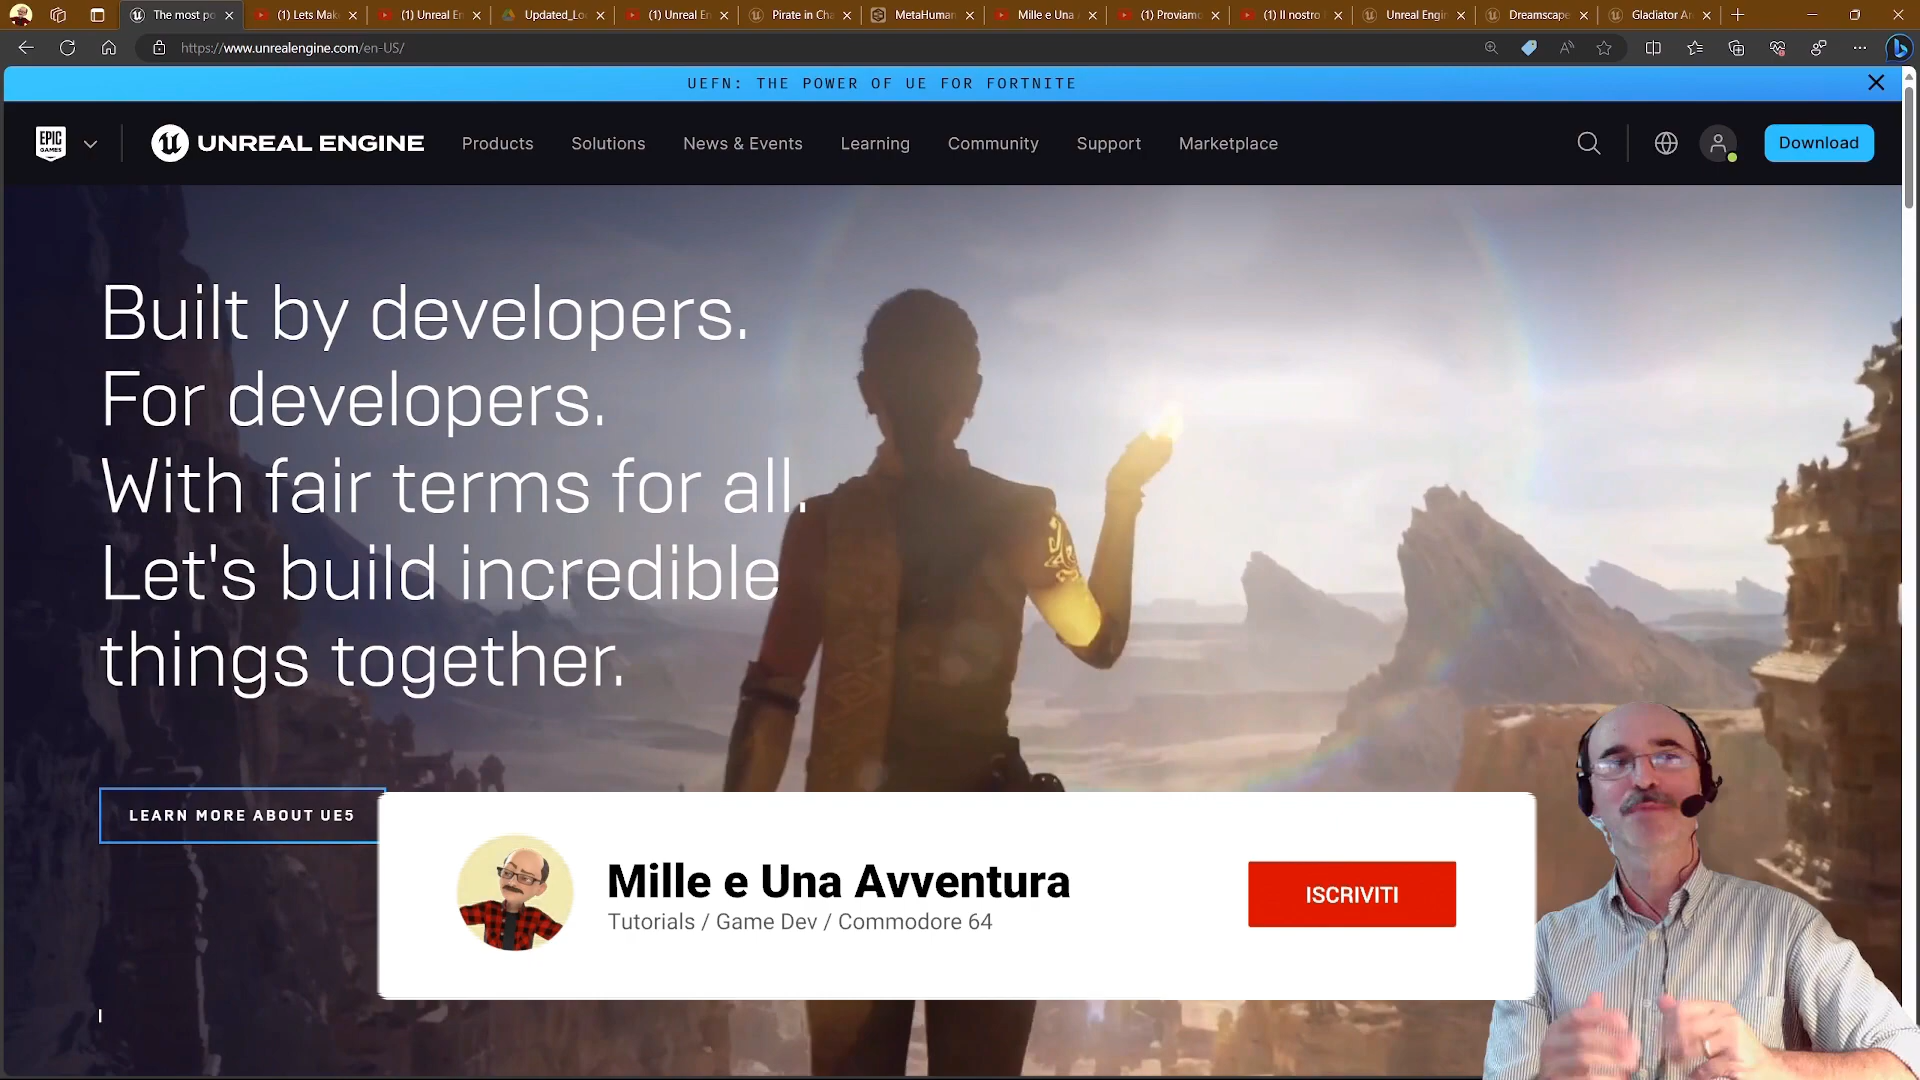 The most po
(1) Lets Mak
(1) Unreal En
Updated_Lo
(1) Unreal En
Pirate in Cha
MetaHuman
Mille e Una A
(1) Proviamo
(1) Il nostro
Unreal Engin
Dreamscape
Gladiator Ar
https://www.unrealengine.com/en-US/
UEFN: THE POWER OF UE FOR FORTNITE
EPIC GAMES
UNREAL ENGINE
Products
Solutions
News & Events
Learning
Community
Support
Marketplace
Download
Built by developers.
For developers.
With fair terms for all.
Let's build incredible
things together.
LEARN MORE ABOUT UE5
Mille e Una Avventura
Tutorials / Game Dev / Commodore 64
ISCRIVITI